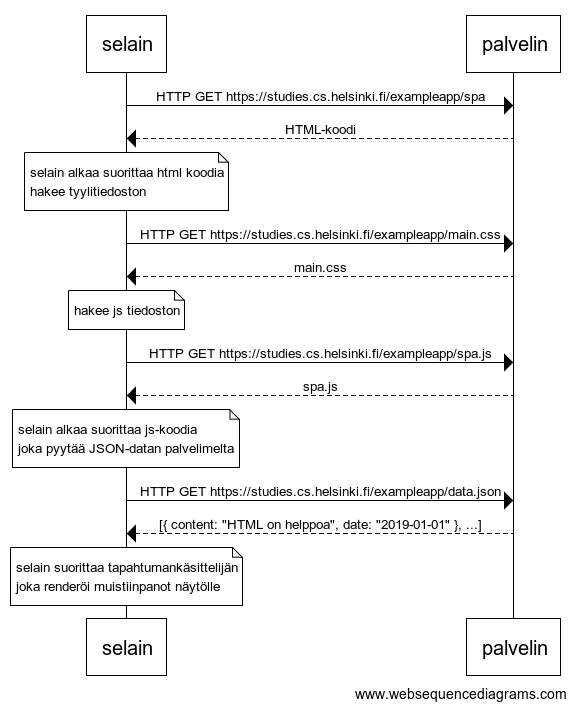 selain
palvelin
HTTP GET https://studies.cs.helsinki.fi/exampleapp/spa
HTML-koodi
selain alkaa suorittaa html koodia
hakee tyylitiedoston
HTTP GET https://studies.cs.helsinki.fi/exampleapp/main.css
main.css
hakee js tiedoston
HTTP GET https://studies.cs.helsinki.fi/exampleapp/spa.js
spa.js
selain alkaa suorittaa js-koodia
joka pyytää JSON-datan palvelimelta
HTTP GET https://studies.cs.helsinki.fi/exampleapp/data.json
[{ content: "HTML on helppoa", date: "2019-01-01" }, ...]
selain suorittaa tapahtumankäsittelijän
joka renderöi muistiinpanot näytölle
selain
palvelin
www.websequencediagrams.com